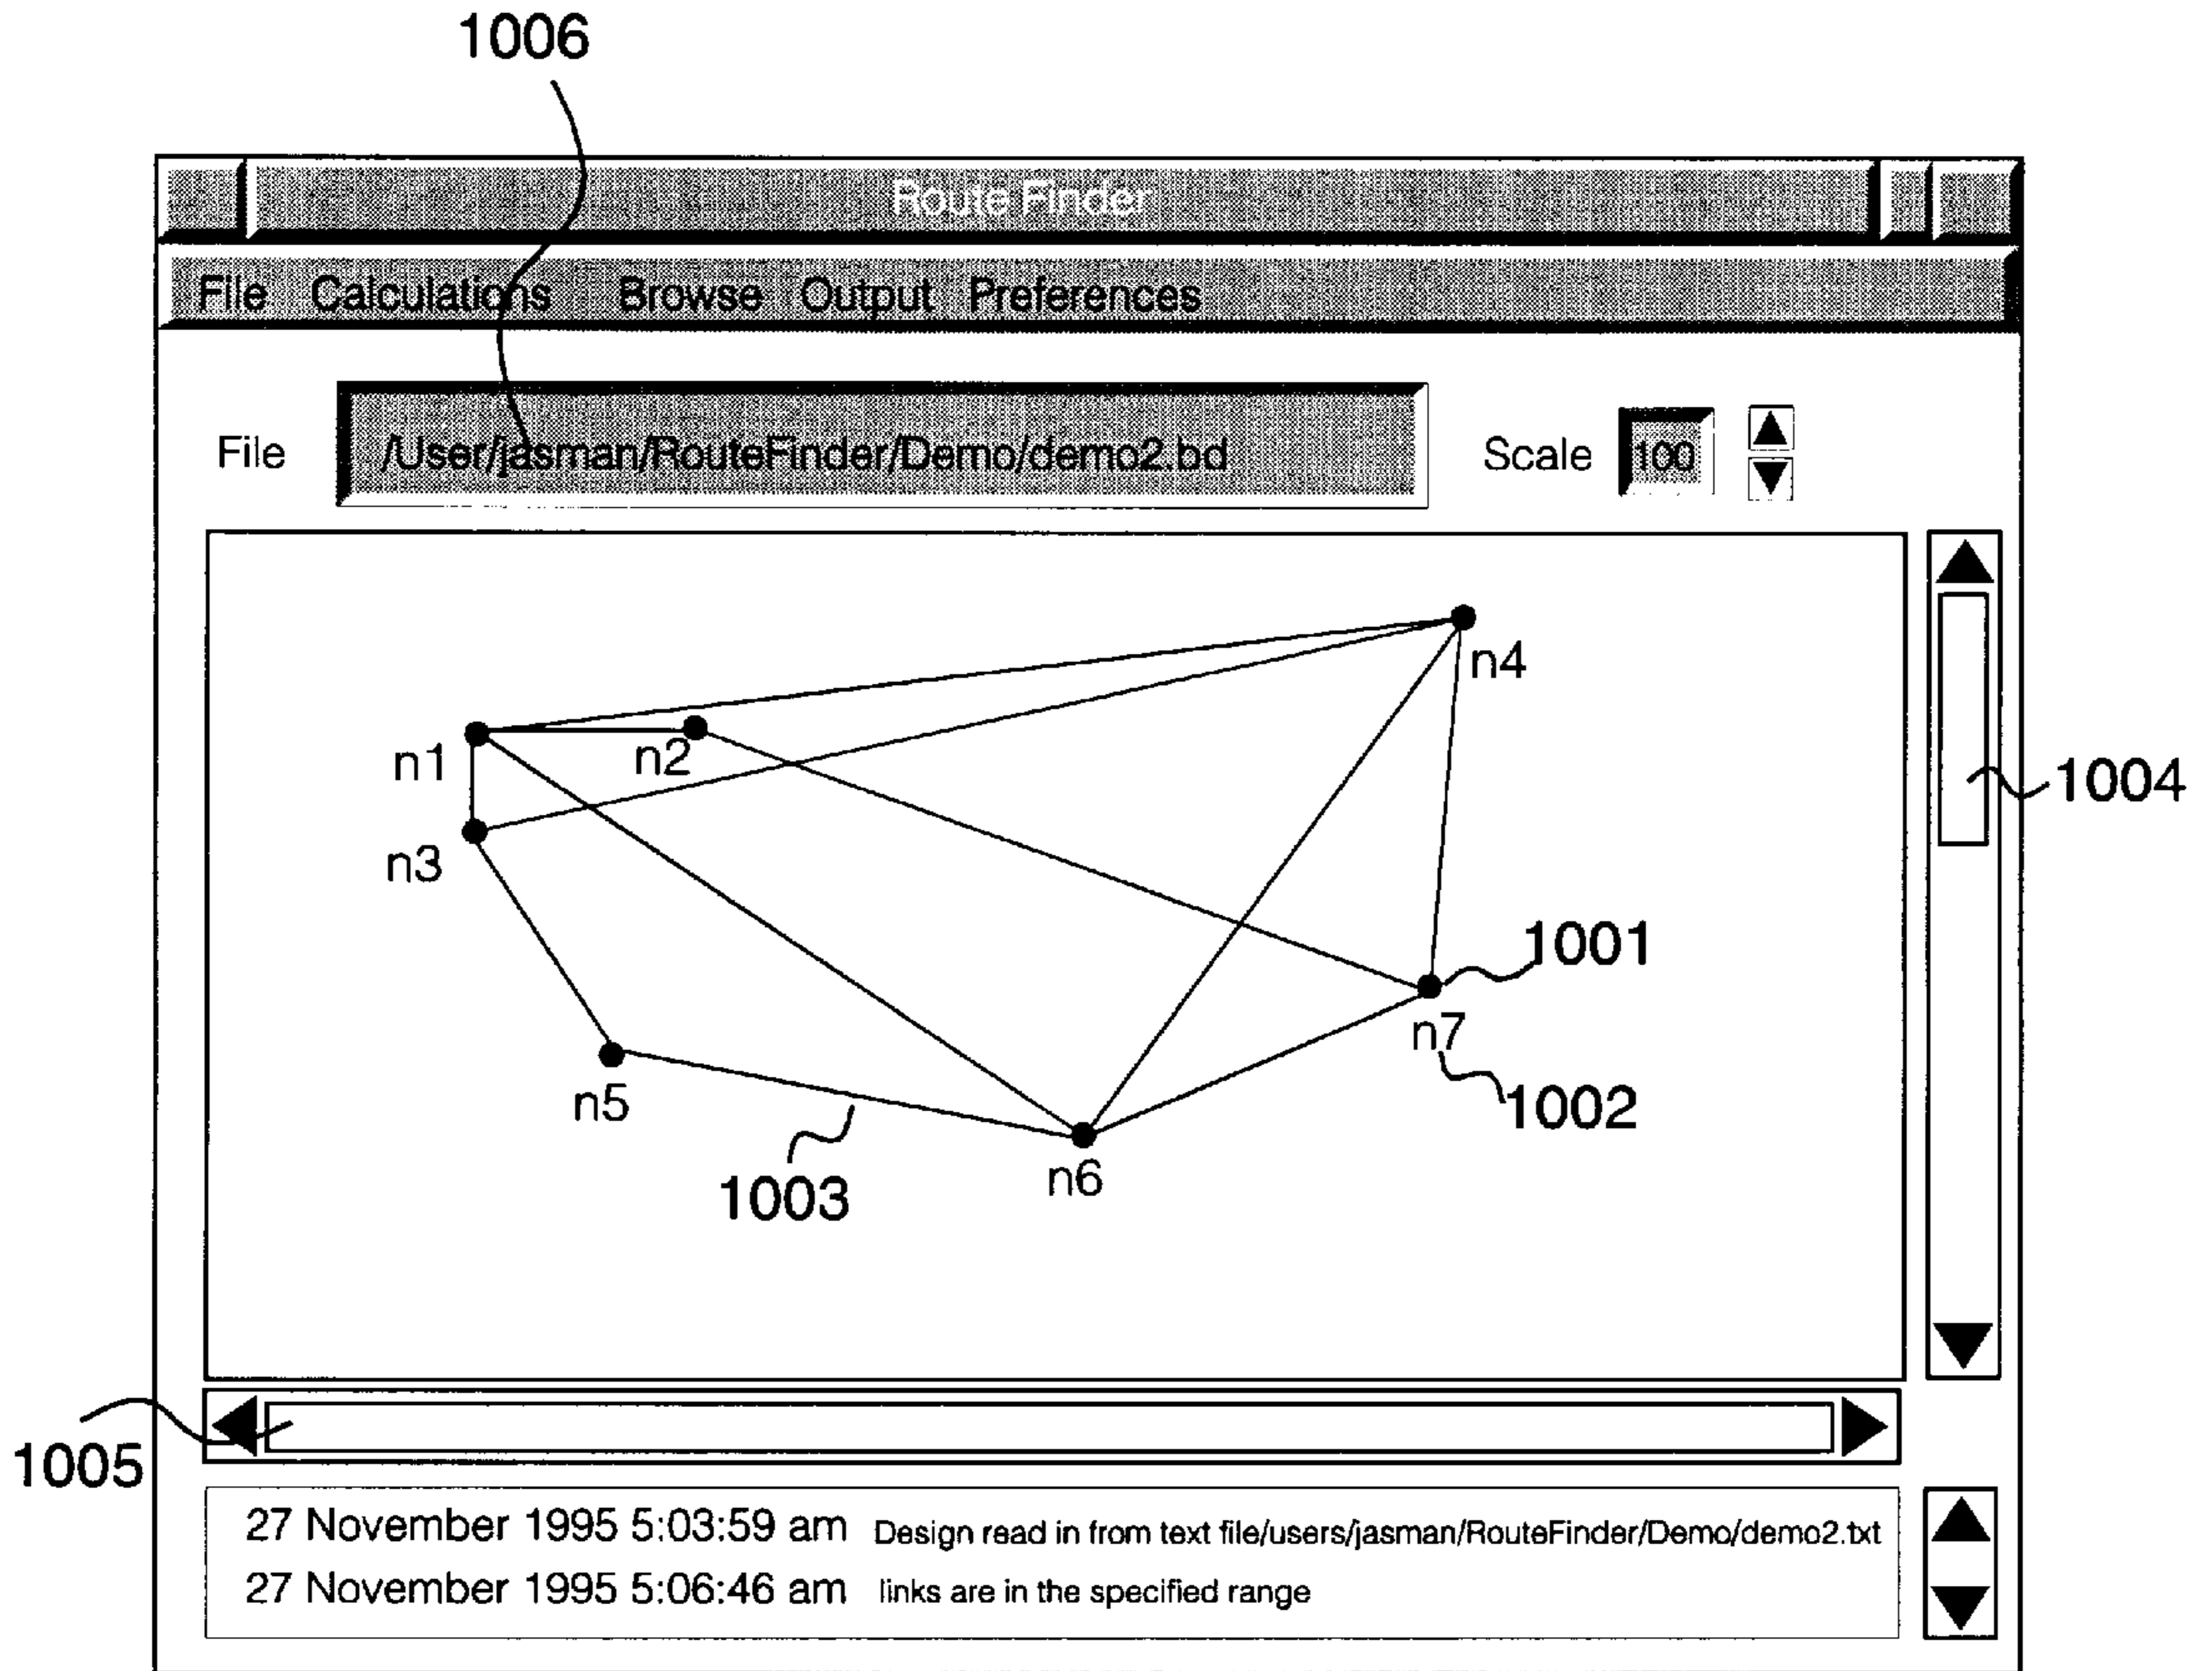 1006
Route Finder
File Calculations Browse Output Preferences
File /User/jasman/RouteFinder/Demo/demo2.bd Scale 100
n4
n1
n2
1004
n3
1001
n7
n5
1002
n6
1003
1005
27 November 1995 5:03:59 am Design read in from text file/users/jasman/RouteFinder/Demo/demo2.txt
27 November 1995 5:06:46 am links are in the specified range